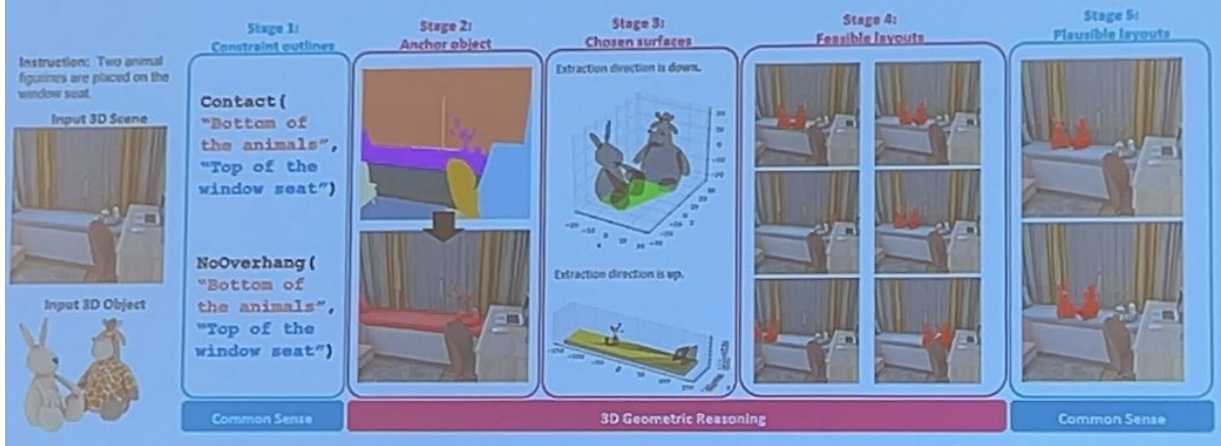 Stage 1:
Constraint outlines
Stage 2:
Anchor object
Stage 3:
Chosen surfaces
Stage 4:
Feasible layouts
Stage 5:
Plausible layouts
Instruction: Two animal
figurines are placed on the
window seat.
Input 3D Scene
Input 3D Object
Contact(
"Bottom of
the animals",
"Top of the
window seat")
NoOverhang(
"Bottom of
the animals",
"Top of the
window seat")
Extraction direction is down.
Extraction direction is up.
Common Sense
3D Geometric Reasoning
Common Sense